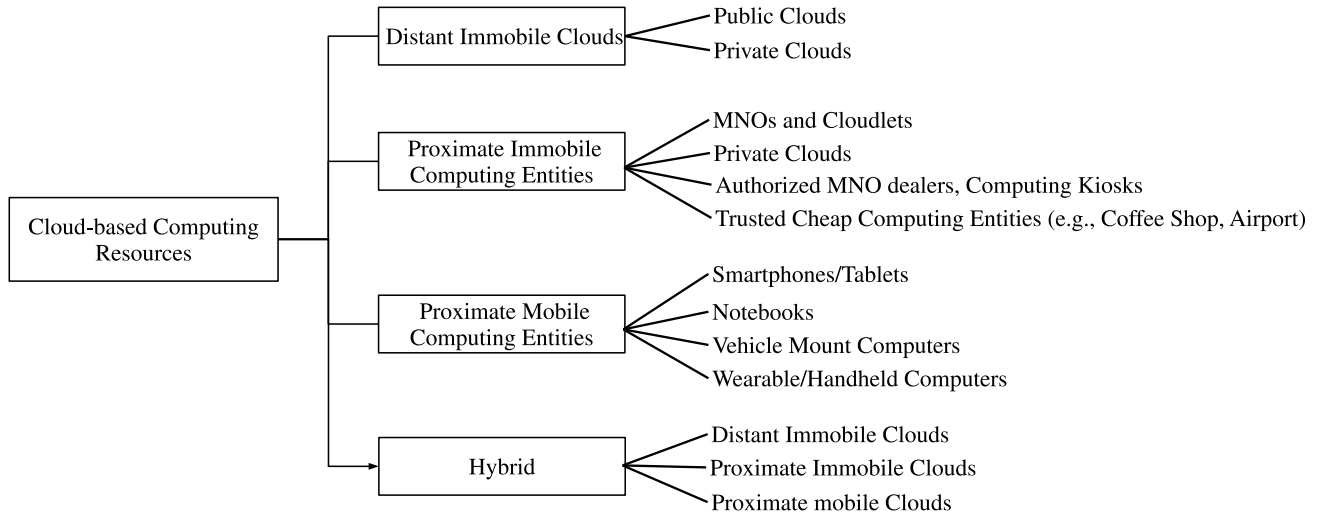 Cloud-based Computing
Resources
Distant Immobile Clouds
Public Clouds
Private Clouds
Proximate Immobile
Computing Entities
MNOs and Cloudlets
Private Clouds
Authorized MNO dealers, Computing Kiosks
Trusted Cheap Computing Entities (e.g., Coffee Shop, Airport)
Proximate Mobile
Computing Entities
Smartphones/Tablets
Notebooks
Vehicle Mount Computers
Wearable/Handheld Computers
Hybrid
Distant Immobile Clouds
Proximate Immobile Clouds
Proximate mobile Clouds